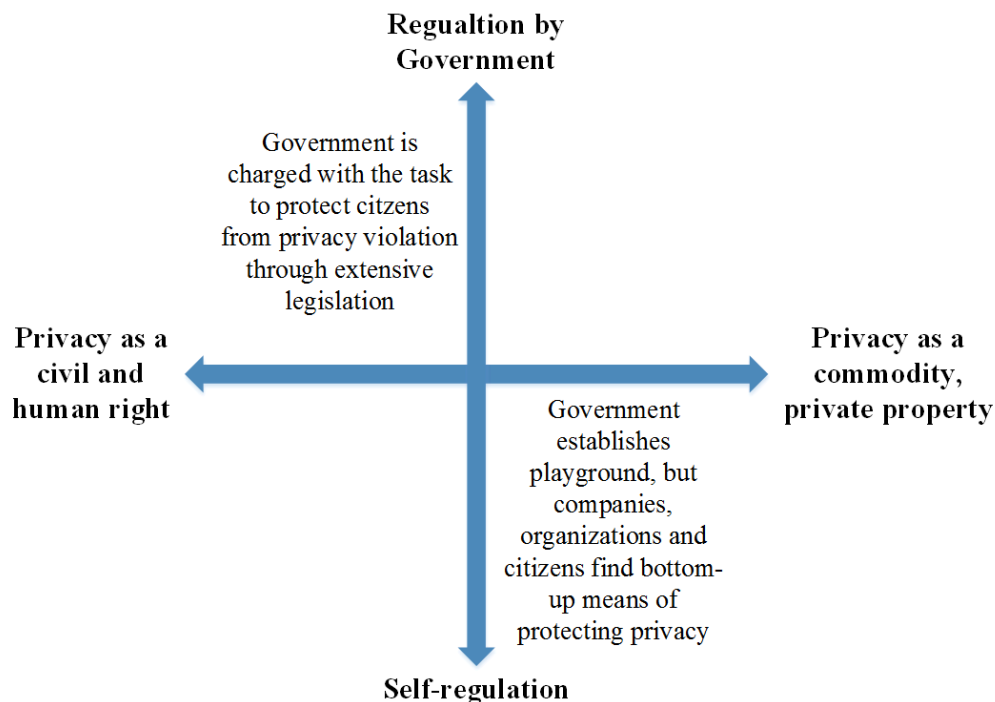 Regualtion by
Government
Government is
charged with the task
to protect citzens
from privacy violation
through extensive
legislation
Privacy as a
civil and
human right
Privacy as a
commodity,
private property
Government
establishes
playground, but
companies,
organizations and
citizens find bottom-
up means of
protecting privacy
Self-regulation